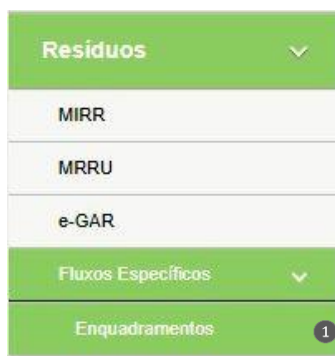 Resíduos
MIRR
MRRU
e-GAR
Fluxos Específicos
Enquadramentos 1